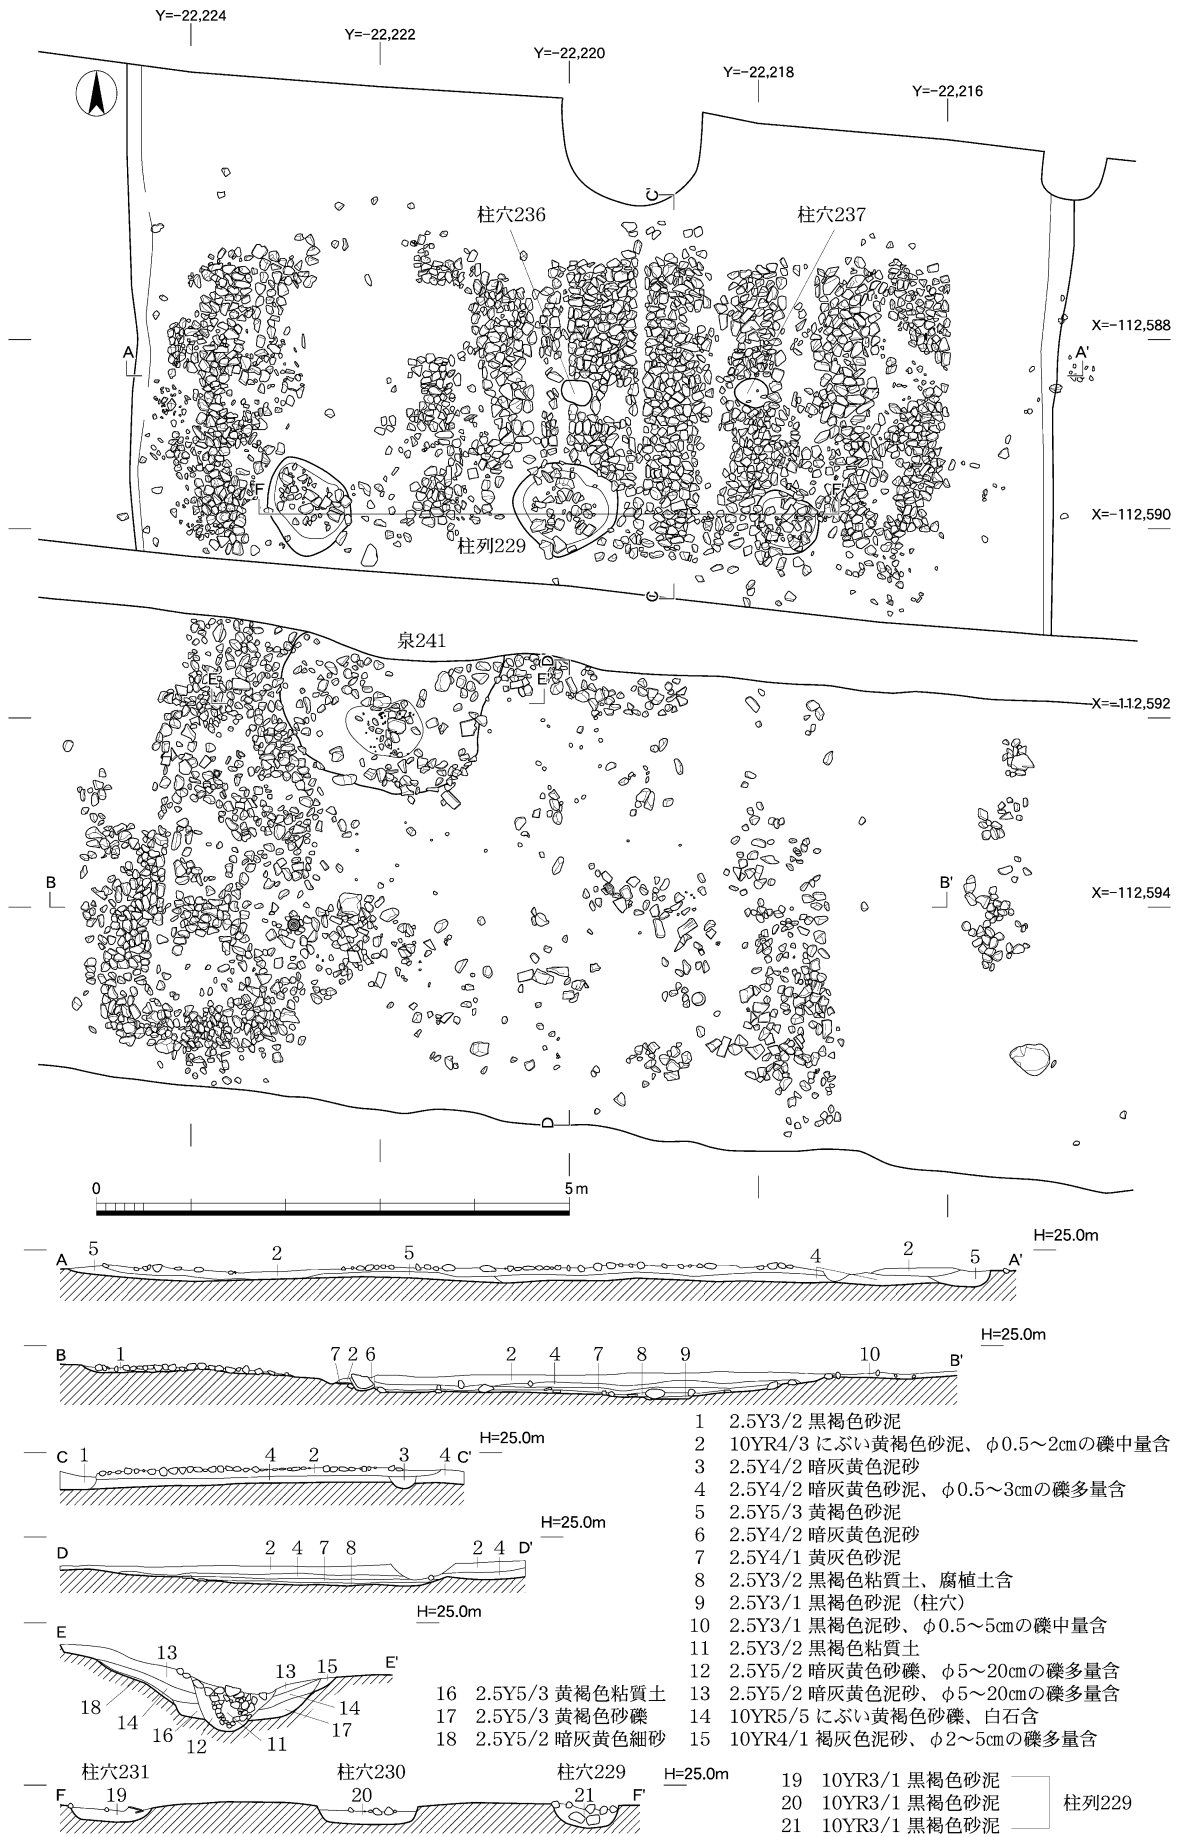 Y=−22,224
Y=−22,222
Y=−22,220
Y=−22,218
Y=−22,216
C'
柱穴236
柱穴237
X=−112,588
A
A'
F
F'
X=−112,590
柱列229
C
泉241
D'
E
E'
X=−112,592
B
B'
X=−112,594
D
0 5m
H=25.0m
A 5 2 5 4 2 5 A'
H=25.0m
B 1 7 2 6 2 4 7 8 9 10 B'
H=25.0m
C 1 4 2 3 4 C'
H=25.0m
D 2 4 7 8 2 4 D'
H=25.0m
E 13 13 15 E'
18 14 16 12 11 17 14
1 2.5Y3/2 黒褐色砂泥
2 10YR4/3 にぶい黄褐色砂泥、φ0.5〜2㎝の礫中量含
3 2.5Y4/2 暗灰黄色泥砂
4 2.5Y4/2 暗灰黄色砂泥、φ0.5〜3㎝の礫多量含
5 2.5Y5/3 黄褐色砂泥
6 2.5Y4/2 暗灰黄色泥砂
7 2.5Y4/1 黄灰色砂泥
8 2.5Y3/2 黒褐色粘質土、腐植土含
9 2.5Y3/1 黒褐色砂泥（柱穴）
10 2.5Y3/1 黒褐色泥砂、φ0.5〜5㎝の礫中量含
11 2.5Y3/2 黒褐色粘質土
12 2.5Y5/2 暗灰黄色砂礫、φ5〜20㎝の礫多量含
13 2.5Y5/2 暗灰黄色泥砂、φ5〜20㎝の礫多量含
14 10YR5/5 にぶい黄褐色砂礫、白石含
15 10YR4/1 褐灰色泥砂、φ2〜5㎝の礫多量含
16 2.5Y5/3 黄褐色粘質土
17 2.5Y5/3 黄褐色砂礫
18 2.5Y5/2 暗灰黄色細砂
柱穴231 柱穴230 柱穴229
H=25.0m
F 19 20 21 F'
19 10YR3/1 黒褐色砂泥
20 10YR3/1 黒褐色砂泥
21 10YR3/1 黒褐色砂泥
柱列229